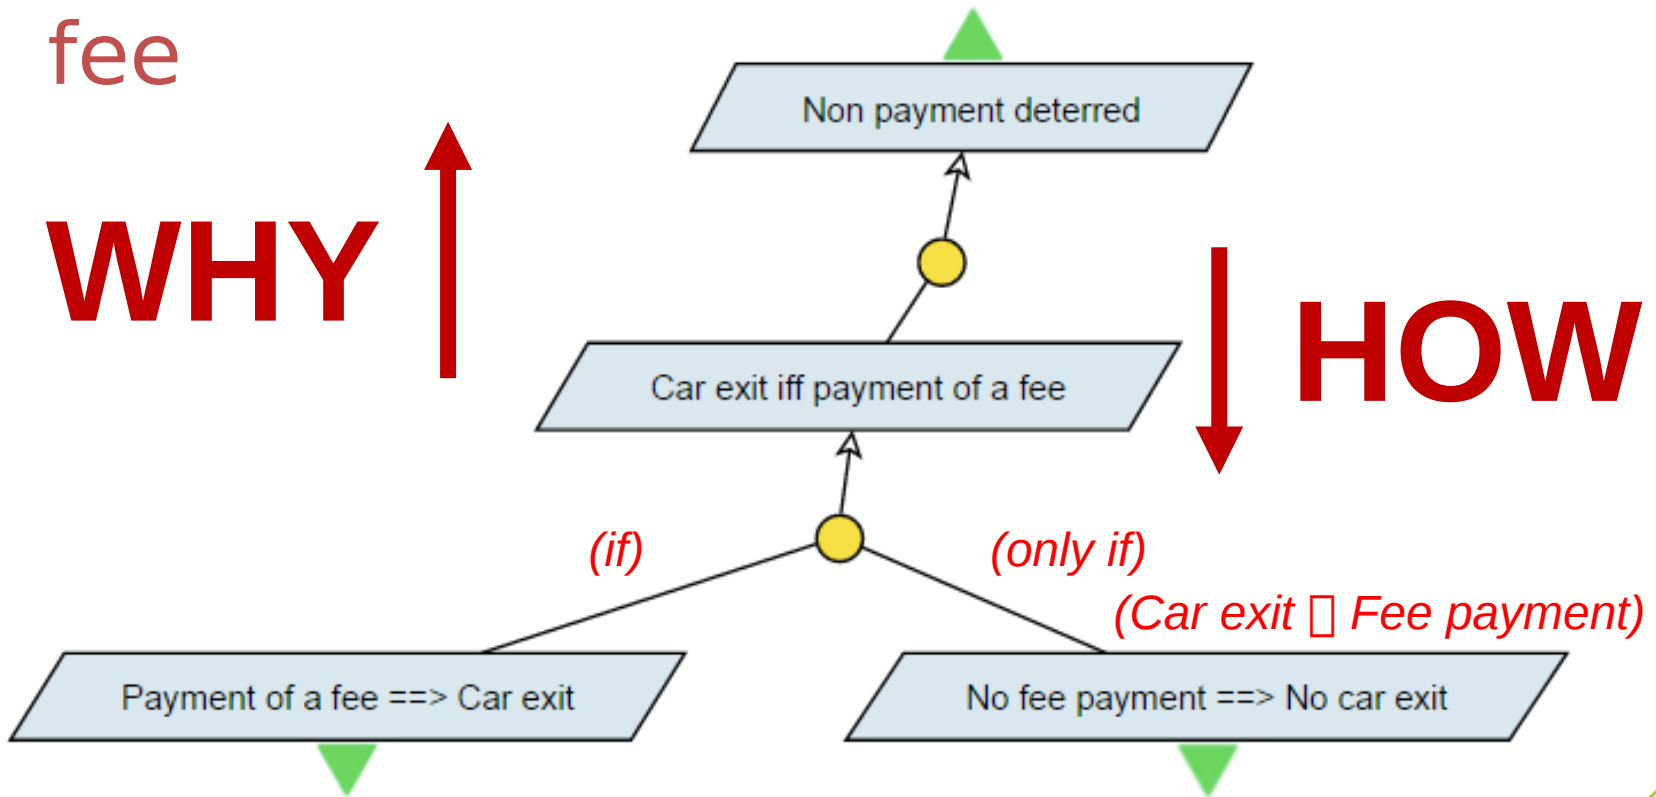 fee
Non payment deterred
WHY
HOW
Car exit iff payment of a fee
(if)
(only if)
(Car exit  Fee payment)
Payment of a fee ==> Car exit
No fee payment ==> No car exit